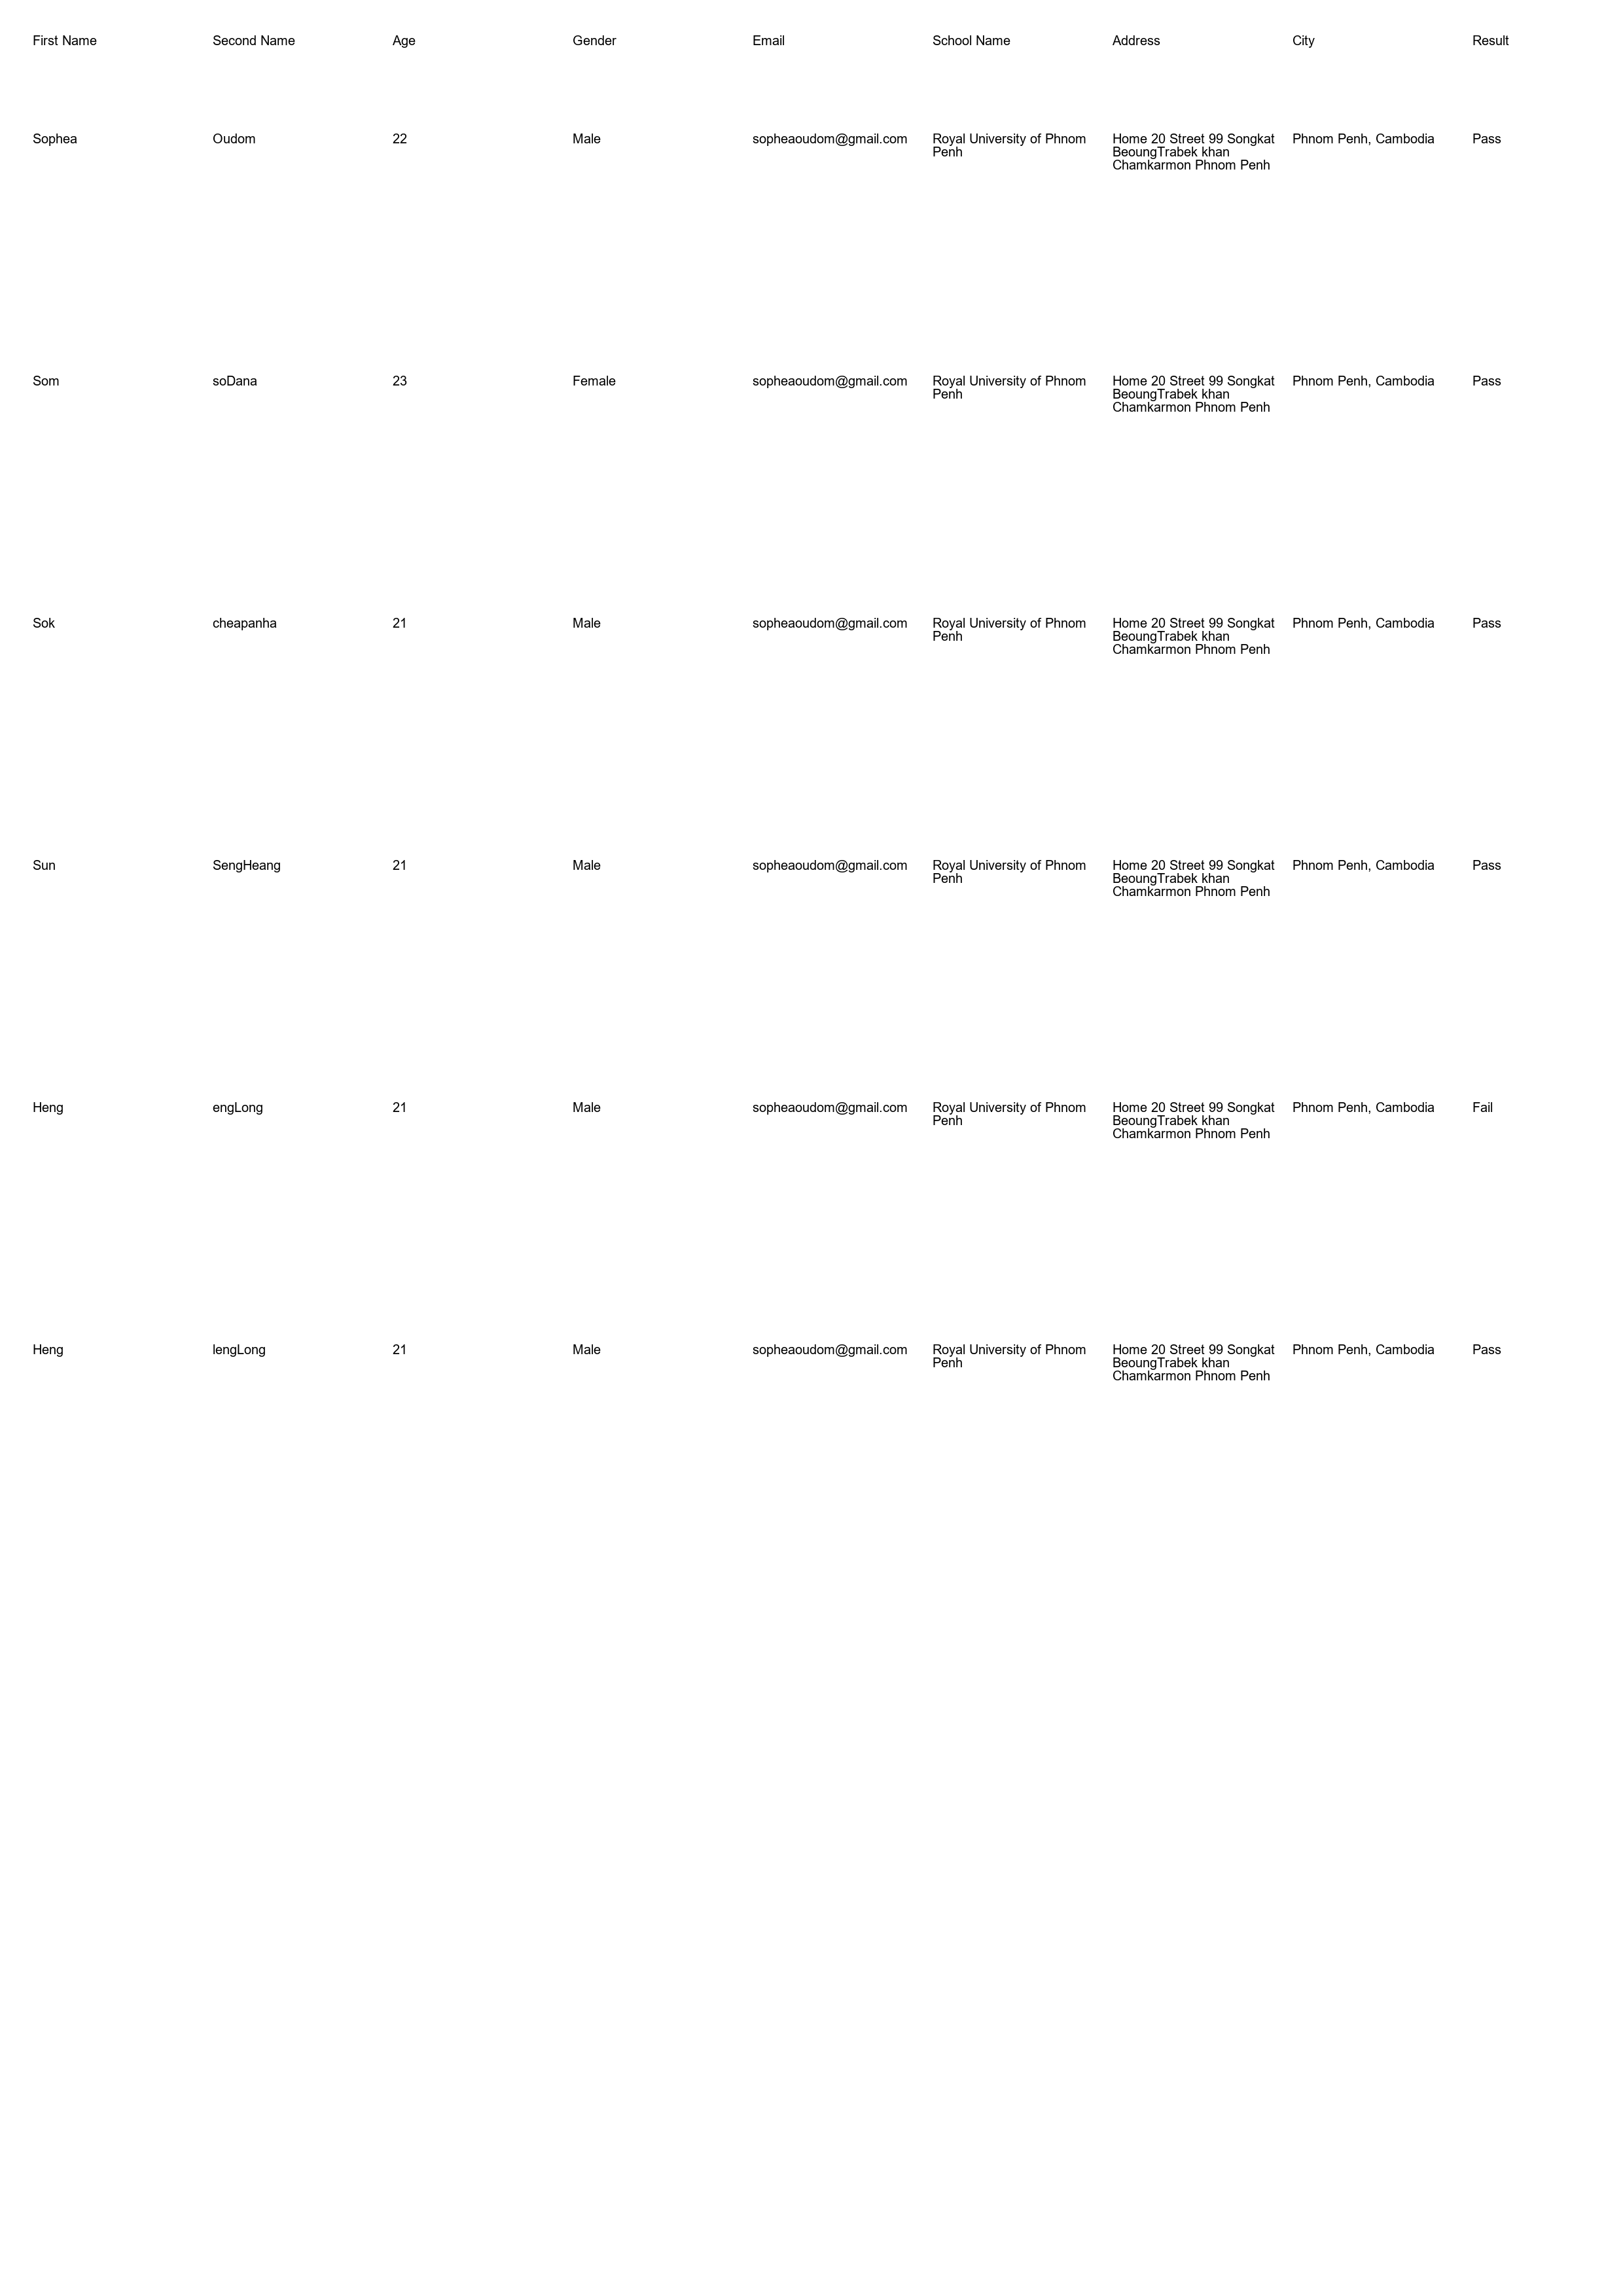 First Name Second Name Age Gender Email School Name Address City Result
Sophea Oudom 22 Male sopheaoudom@gmail.com Royal University of Phnom Home 20 Street 99 Songkat Phnom Penh, Cambodia Pass
Penh BeoungTrabek khan
Chamkarmon Phnom Penh
Som soDana 23 Female sopheaoudom@gmail.com Royal University of Phnom Home 20 Street 99 Songkat Phnom Penh, Cambodia Pass
Penh BeoungTrabek khan
Chamkarmon Phnom Penh
Sok cheapanha 21 Male sopheaoudom@gmail.com Royal University of Phnom Home 20 Street 99 Songkat Phnom Penh, Cambodia Pass
Penh BeoungTrabek khan
Chamkarmon Phnom Penh
Sun SengHeang 21 Male sopheaoudom@gmail.com Royal University of Phnom Home 20 Street 99 Songkat Phnom Penh, Cambodia Pass
Penh BeoungTrabek khan
Chamkarmon Phnom Penh
Heng engLong 21 Male sopheaoudom@gmail.com Royal University of Phnom Home 20 Street 99 Songkat Phnom Penh, Cambodia Fail
Penh BeoungTrabek khan
Chamkarmon Phnom Penh
Heng lengLong 21 Male sopheaoudom@gmail.com Royal University of Phnom Home 20 Street 99 Songkat Phnom Penh, Cambodia Pass
Penh BeoungTrabek khan
Chamkarmon Phnom Penh